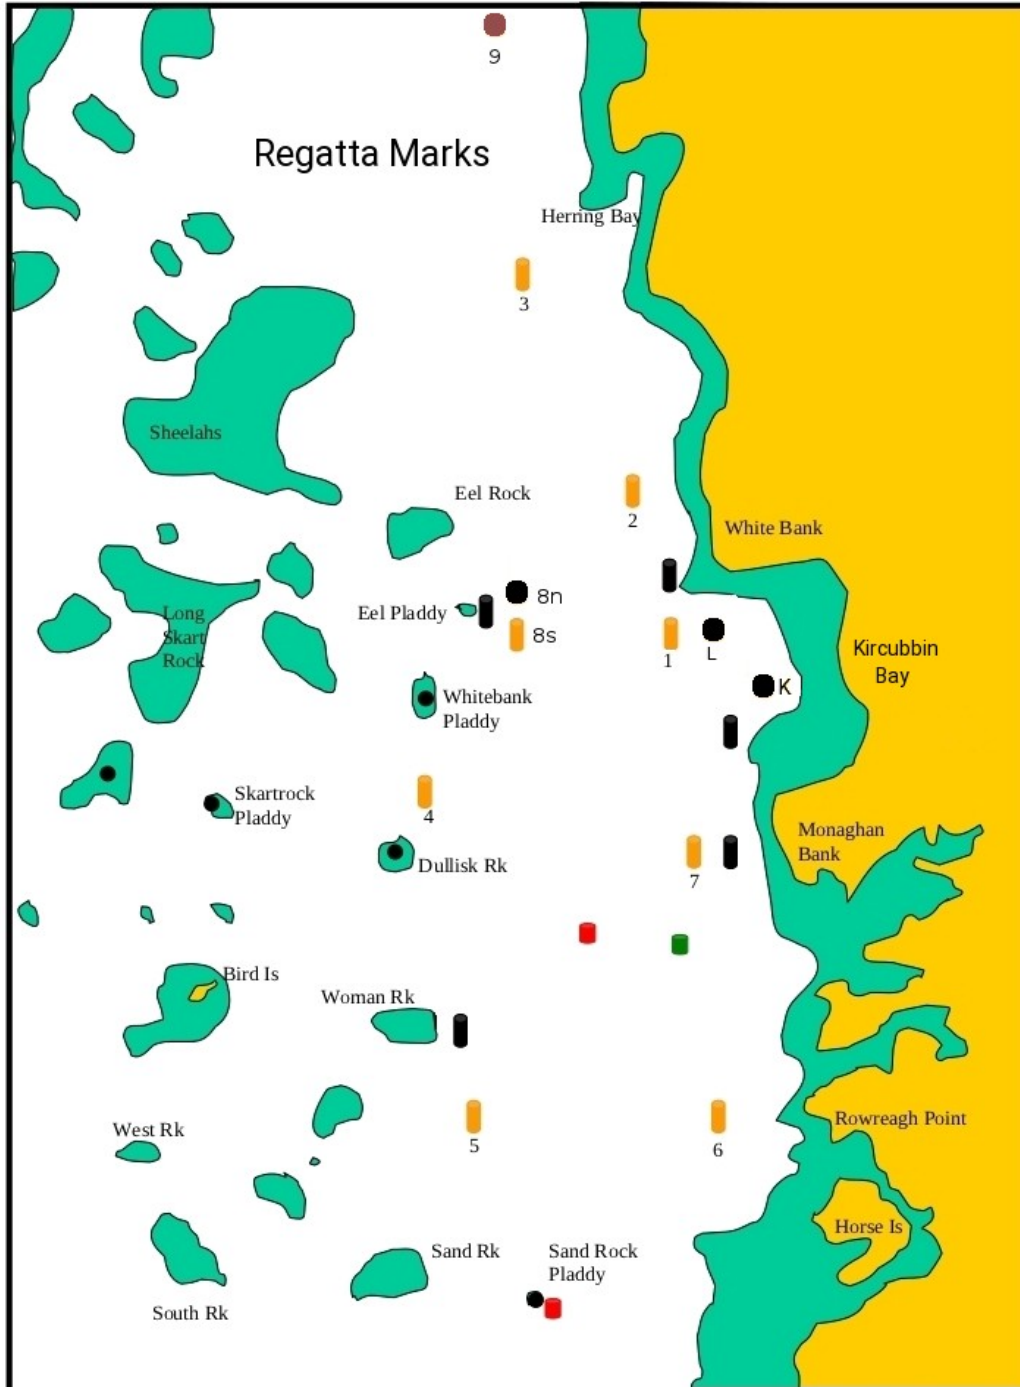 9
Regatta Marks
Herring Bay
3
Sheelahs
Eel Rock
2
White Bank
8n
Eel Pladdy
Long
Skart
Rock
8s
1
L
Kircubbin
Bay
K
Whitebank
Pladdy
Skartrock
Pladdy
4
Monaghan
Bank
Dullisk Rk
7
Bird Is
Woman Rk
West Rk
5
6
Rowreagh Point
Horse Is
Sand Rk
Sand Rock
Pladdy
South Rk